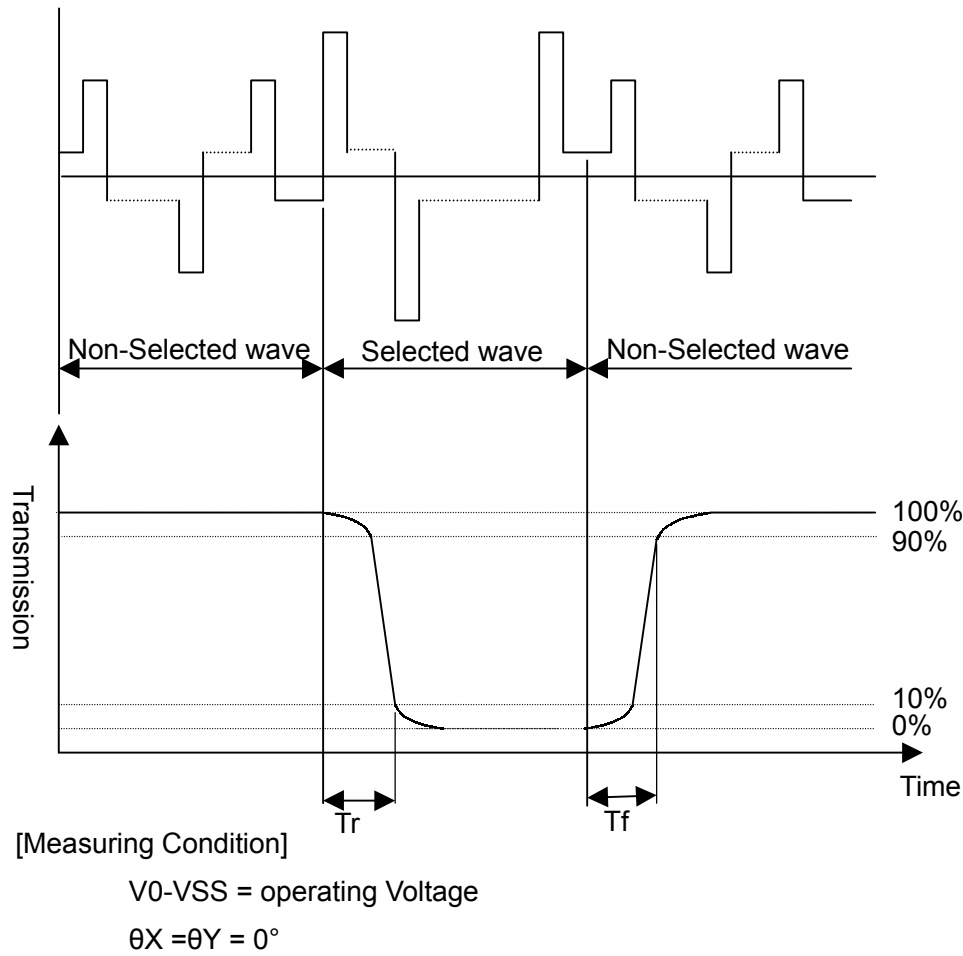 Non-Selected wave Selected wave Non-Selected wave
Transmission
100%
90%
10%
0%
Time
Tr Tf
[Measuring Condition]
V0-VSS = operating Voltage
θX =θY = 0°